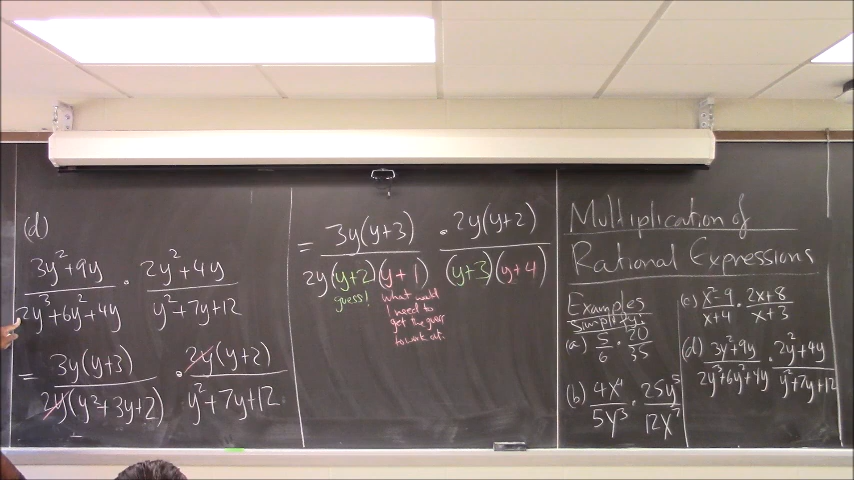 (d)
3y²+9y / 2y³+6y²+4y · 2y²+4y / y²+7y+12
= 3y(y+3) / 2y(y²+3y+2) · 2y(y+2) / y²+7y+12
= 3y(y+3) / 2y(y+2)(y+1) · 2y(y+2) / (y+3)(y+4)
guess!
what would
I need to
get the guess
to work out.
Multiplication of
Rational Expressions
Examples
Simplify:
(a) 5/6 · 20/35
(b) 4x⁴ / 5y³ · 25y⁵ / 12x⁷
(c) x²-9 / x+4 · 2x+8 / x+3
(d) 3y²+9y / 2y³+6y²+4y · 2y²+4y / y²+7y+12